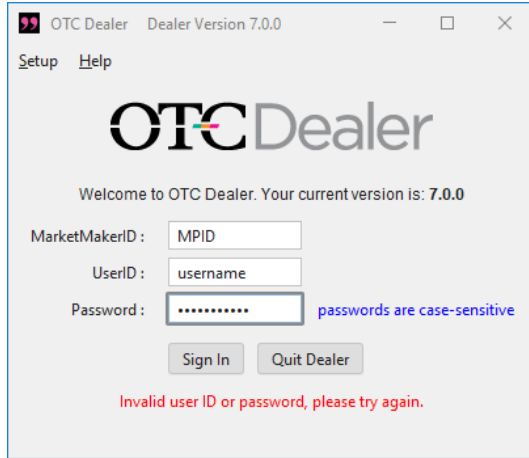 OTC Dealer Dealer Version 7.0.0
Setup Help
OTC Dealer
Welcome to OTC Dealer. Your current version is: 7.0.0
MarketMakerID : MPID
UserID : username
Password : ••••••••••• passwords are case-sensitive
Sign In Quit Dealer
Invalid user ID or password, please try again.